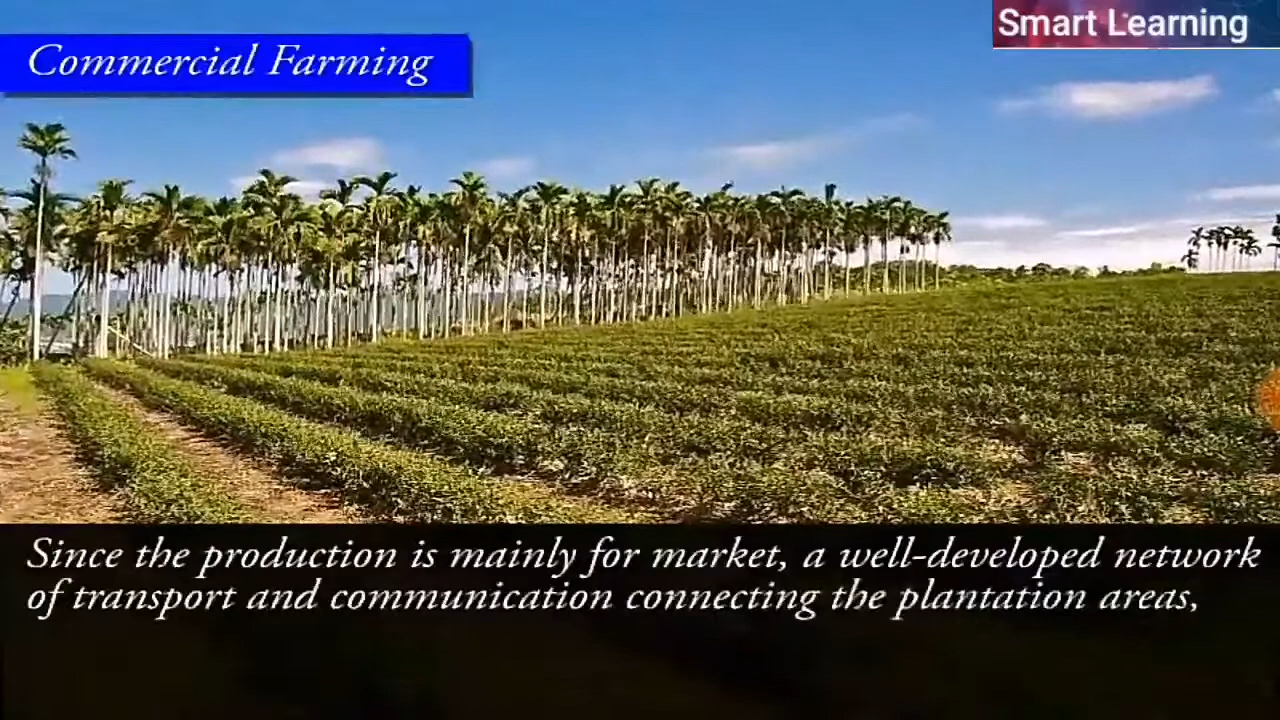 Smart Learning
Commercial Farming
Since the production is mainly for market, a well-developed network
of transport and communication connecting the plantation areas,